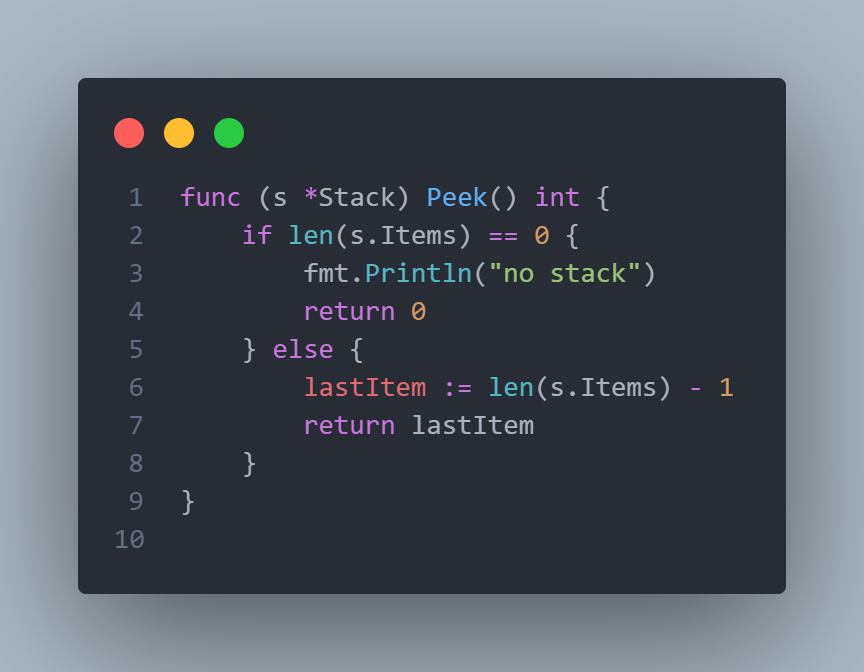 1 func (s *Stack) Peek() int {
2     if len(s.Items) == 0 {
3         fmt.Println("no stack")
4         return 0
5     } else {
6         lastItem := len(s.Items) - 1
7         return lastItem
8     }
9 }
10